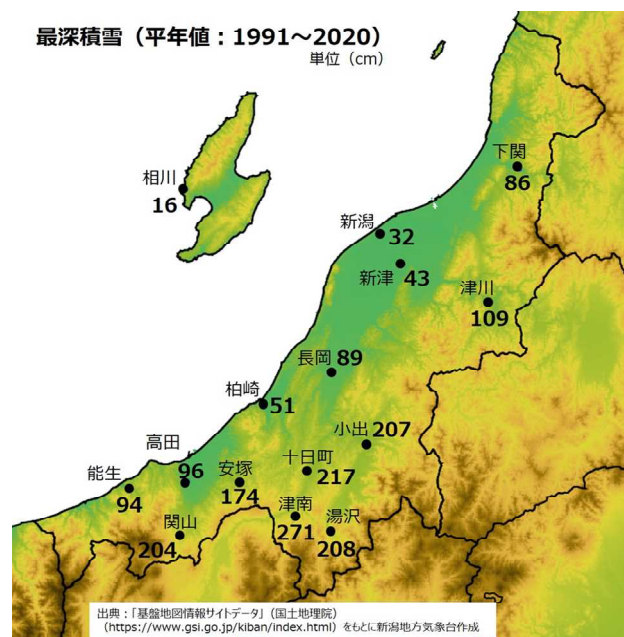 最深積雪（平年値：1991～2020）
単位（cm）
下関
86
相川
16
新潟
32
新津
43
津川
109
長岡
89
柏崎
51
小出
207
高田
96
十日町
217
安塚
174
能生
94
津南
271
湯沢
208
関山
204
出典：「基盤地図情報サイトデータ」（国土地理院）
（https://www.gsi.go.jp/kiban/index.html）をもとに新潟地方気象台作成